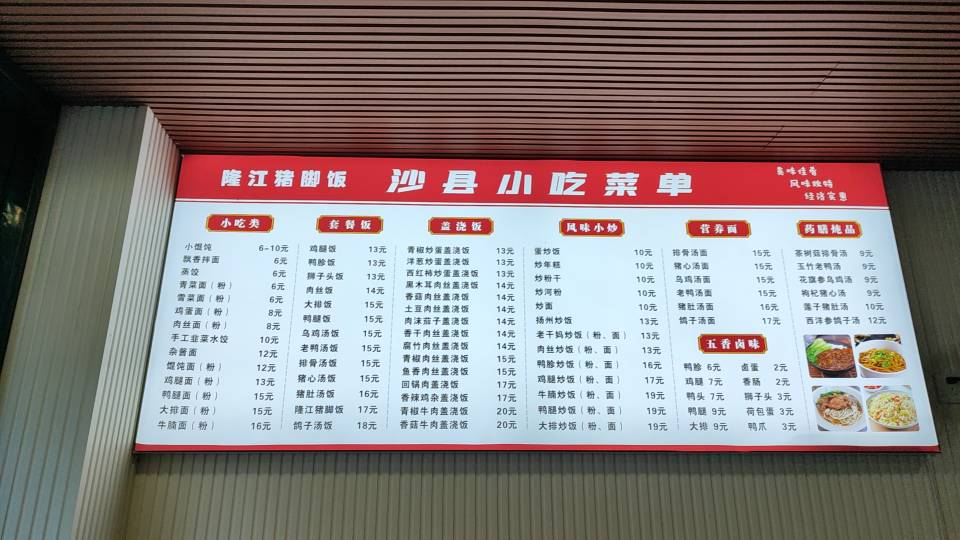 隆江猪脚饭
沙县小吃菜单
美味佳肴
风味独特
经济实惠
小吃类
小馄饨 6-10元
飘香拌面 6元
蒸饺 6元
青菜面（粉） 6元
雪菜面（粉） 6元
鸡蛋面（粉） 8元
肉丝面（粉） 8元
手工韭菜水饺 10元
杂酱面 12元
馄饨面（粉） 12元
鸡腿面（粉） 13元
鸭腿面（粉） 15元
大排面（粉） 15元
牛腩面（粉） 16元
套餐饭
鸡腿饭 13元
鸭胗饭 13元
狮子头饭 13元
肉丝饭 14元
大排饭 15元
鸭腿饭 15元
乌鸡汤饭 15元
老鸭汤饭 15元
排骨汤饭 15元
猪心汤饭 15元
猪肚汤饭 16元
隆江猪脚饭 17元
鸽子汤饭 18元
盖浇饭
青椒炒蛋盖浇饭 13元
洋葱炒蛋盖浇饭 13元
西红柿炒蛋盖浇饭 13元
黑木耳肉丝盖浇饭 14元
香菇肉丝盖浇饭 14元
土豆肉丝盖浇饭 14元
肉沫茄子盖浇饭 14元
香干肉丝盖浇饭 14元
腐竹肉丝盖浇饭 14元
青椒肉丝盖浇饭 15元
鱼香肉丝盖浇饭 15元
回锅肉盖浇饭 17元
香辣鸡杂盖浇饭 17元
青椒牛肉盖浇饭 20元
香菇牛肉盖浇饭 20元
风味小炒
蛋炒饭 10元
炒年糕 10元
炒粉干 10元
炒河粉 10元
炒面 10元
扬州炒饭 13元
老干妈炒饭（粉、面） 13元
肉丝炒饭（粉、面） 13元
鸭胗炒饭（粉、面） 16元
鸡腿炒饭（粉、面） 17元
牛腩炒饭（粉、面） 19元
鸭腿炒饭（粉、面） 19元
大排炒饭（粉、面） 19元
营养面
排骨汤面 15元
猪心汤面 15元
乌鸡汤面 15元
老鸭汤面 15元
猪肚汤面 16元
鸽子汤面 17元
药膳炖品
茶树菇排骨汤 9元
玉竹老鸭汤 9元
花旗参乌鸡汤 9元
枸杞猪心汤 9元
莲子猪肚汤 10元
西洋参鸽子汤 12元
五香卤味
鸭胗 6元 卤蛋 2元
鸡腿 7元 香肠 2元
鸭头 7元 狮子头 3元
鸭腿 9元 荷包蛋 3元
大排 9元 鸭爪 3元